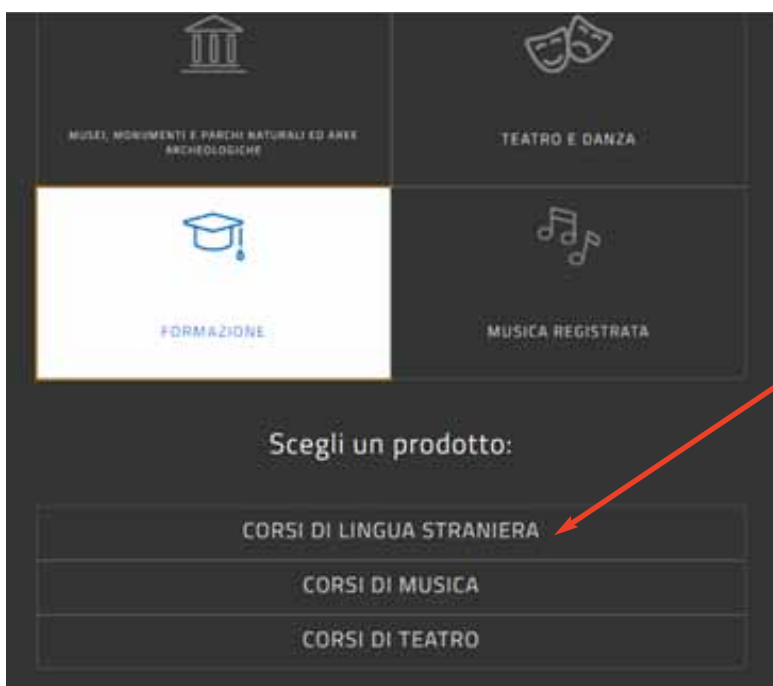 MUSEI, MONUMENTI E PARCHI NATURALI ED AREE
ARCHEOLOGICHE
TEATRO E DANZA
FORMAZIONE
MUSICA REGISTRATA
Scegli un prodotto:
CORSI DI LINGUA STRANIERA
CORSI DI MUSICA
CORSI DI TEATRO